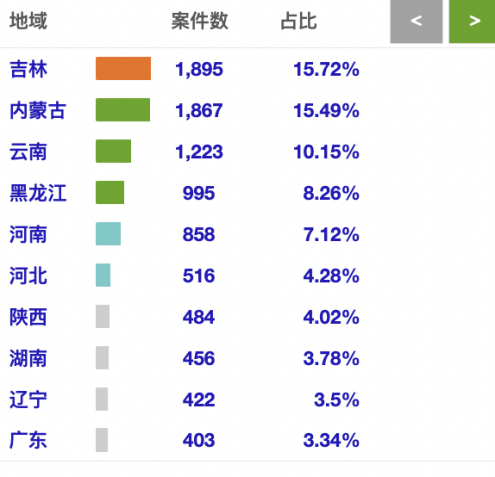 地域 案件数 占比 < >
吉林 1,895 15.72%
内蒙古 1,867 15.49%
云南 1,223 10.15%
黑龙江 995 8.26%
河南 858 7.12%
河北 516 4.28%
陕西 484 4.02%
湖南 456 3.78%
辽宁 422 3.5%
广东 403 3.34%